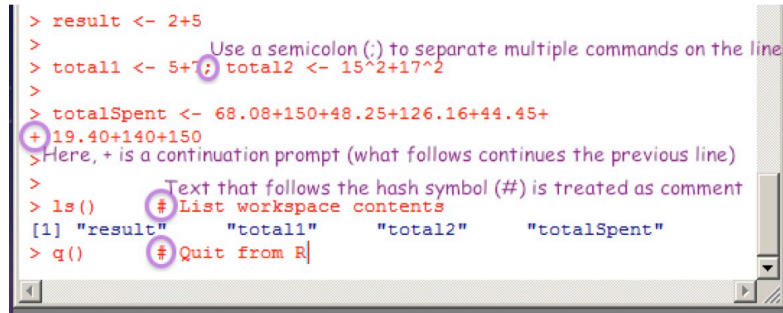 > result <- 2+5
>
Use a semicolon (;) to separate multiple commands on the line
> total1 <- 5+7; total2 <- 15^2+17^2
>
> totalSpent <- 68.08+150+48.25+126.16+44.45+
+ 19.40+140+150
> Here, + is a continuation prompt (what follows continues the previous line)
>
Text that follows the hash symbol (#) is treated as comment
> ls() # List workspace contents
[1] "result" "total1" "total2" "totalSpent"
> q() # Quit from R